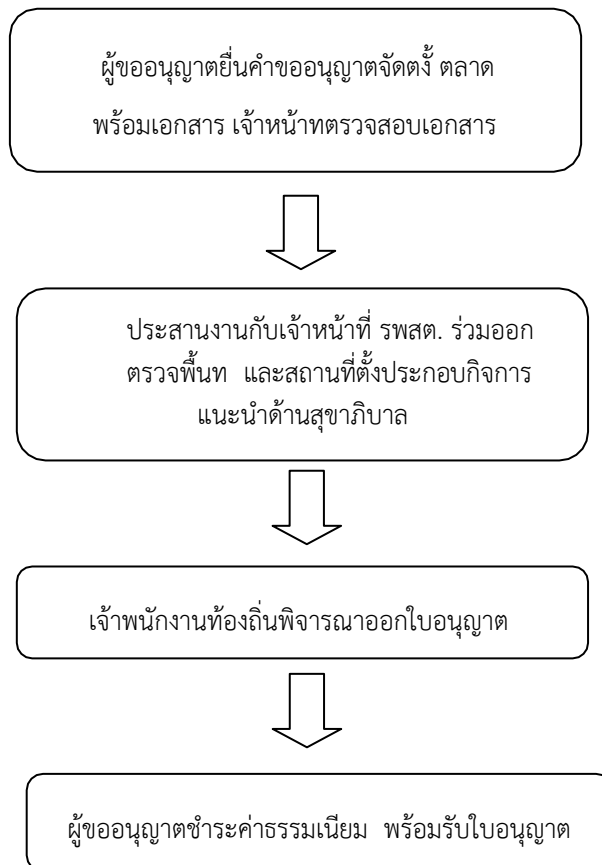 ผู้ขออนุญาตยื่นคำขออนุญาตจัดตงั้ ตลาด
พร้อมเอกสาร เจ้าหน้าทตรวจสอบเอกสาร
ประสานงานกับเจ้าหน้าที่ รพสต. ร่วมออก
ตรวจพื้นท และสถานที่ตั้งประกอบกิจการ
แนะนำด้านสุขาภิบาล
เจ้าพนักงานท้องถิ่นพิจารณาออกใบอนุญาต
ผู้ขออนุญาตชำระค่าธรรมเนียม พร้อมรับใบอนุญาต